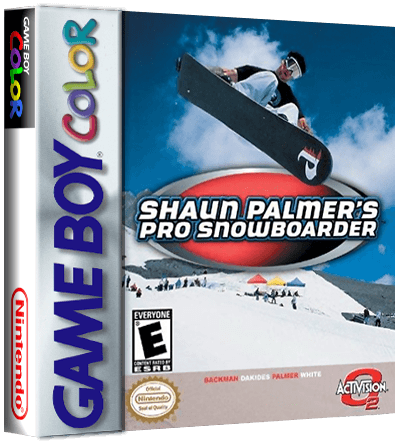 GAME BOY
COLOR
Nintendo
GAME BOY COLOR
SHAUN PALMER'S
PRO SNOWBOARDER
EVERYONE
E
CONTENT RATED BY
ESRB
Official
Nintendo
Seal of Quality
BACKMAN DAKIDES PALMER WHITE
ACTIVISION
O2